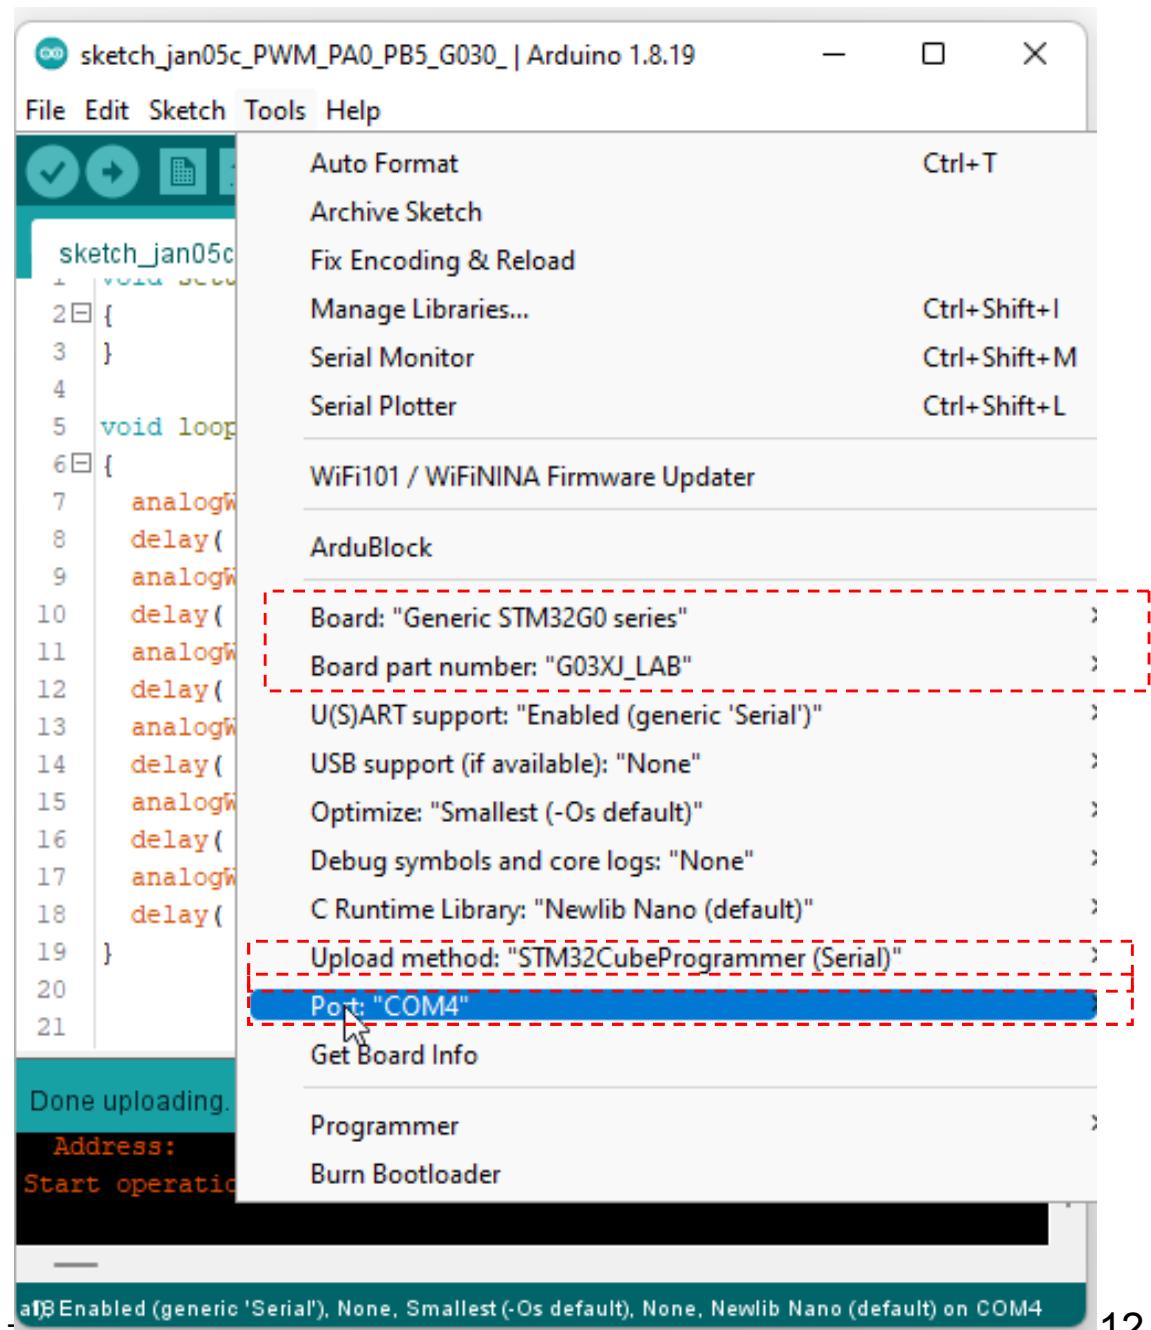 sketch_jan05c_PWM_PA0_PB5_G030_ | Arduino 1.8.19
File Edit Sketch Tools Help
Auto Format Ctrl+T
Archive Sketch
sketch_jan05c
Fix Encoding & Reload
Manage Libraries... Ctrl+Shift+I
Serial Monitor Ctrl+Shift+M
Serial Plotter Ctrl+Shift+L
WiFi101 / WiFiNINA Firmware Updater
ArduBlock
Board: "Generic STM32G0 series"
Board part number: "G03XJ_LAB"
U(S)ART support: "Enabled (generic 'Serial')"
USB support (if available): "None"
Optimize: "Smallest (-Os default)"
Debug symbols and core logs: "None"
C Runtime Library: "Newlib Nano (default)"
Upload method: "STM32CubeProgrammer (Serial)"
Port: "COM4"
Get Board Info
Programmer
Burn Bootloader
2 {
3 }
4
5 void loop
6 {
7 analogW
8 delay(
9 analogW
10 delay(
11 analogW
12 delay(
13 analogW
14 delay(
15 analogW
16 delay(
17 analogW
18 delay(
19 }
20
21
Done uploading.
Address:
Start operatio
Enabled (generic 'Serial'), None, Smallest (-Os default), None, Newlib Nano (default) on COM4
12